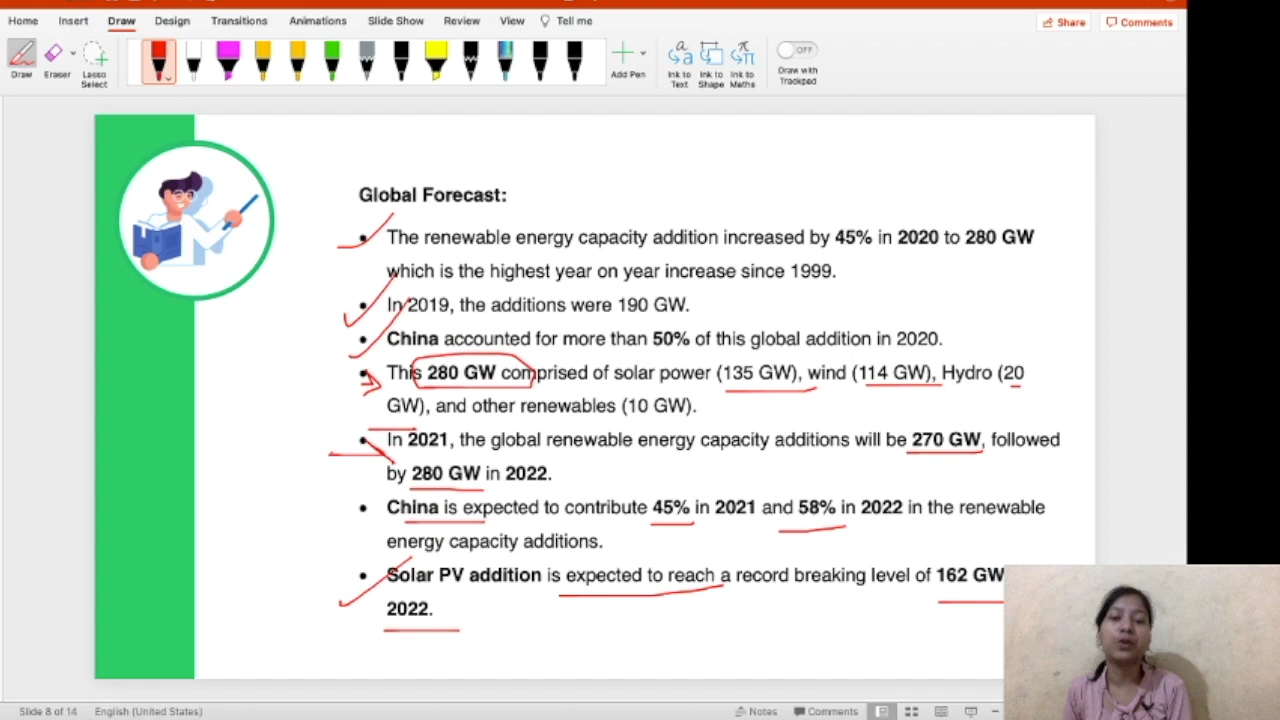 Home Insert Draw Design Transitions Animations Slide Show Review View Tell me Share Comments
Draw Eraser Lasso Select Add Pen Ink to Text Ink to Shape Ink to Maths OFF Draw with Trackpad
Global Forecast:
• The renewable energy capacity addition increased by 45% in 2020 to 280 GW
which is the highest year on year increase since 1999.
• In 2019, the additions were 190 GW.
• China accounted for more than 50% of this global addition in 2020.
• This 280 GW comprised of solar power (135 GW), wind (114 GW), Hydro (20
GW), and other renewables (10 GW).
• In 2021, the global renewable energy capacity additions will be 270 GW, followed
by 280 GW in 2022.
• China is expected to contribute 45% in 2021 and 58% in 2022 in the renewable
energy capacity additions.
• Solar PV addition is expected to reach a record breaking level of 162 GW
2022.
Slide 8 of 14 English (United States) Notes Comments